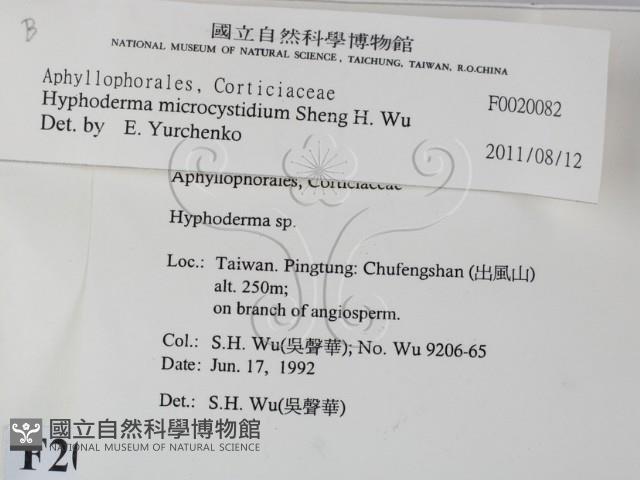 B
國立自然科學博物館
NATIONAL MUSEUM OF NATURAL SCIENCE, TAICHUNG, TAIWAN, R.O.CHINA
Aphyllophorales, Corticiaceae F0020082
Hyphoderma microcystidium Sheng H. Wu
Det. by E. Yurchenko 2011/08/12
Aphyllophorales, Corticiaceae
Hyphoderma sp.
Loc.: Taiwan. Pingtung: Chufengshan (出風山)
alt. 250m;
on branch of angiosperm.
Col.: S.H. Wu(吳聲華); No. Wu 9206-65
Date: Jun. 17, 1992
Det.: S.H. Wu(吳聲華)
國立自然科學博物館
NATIONAL MUSEUM OF NATURAL SCIENCE